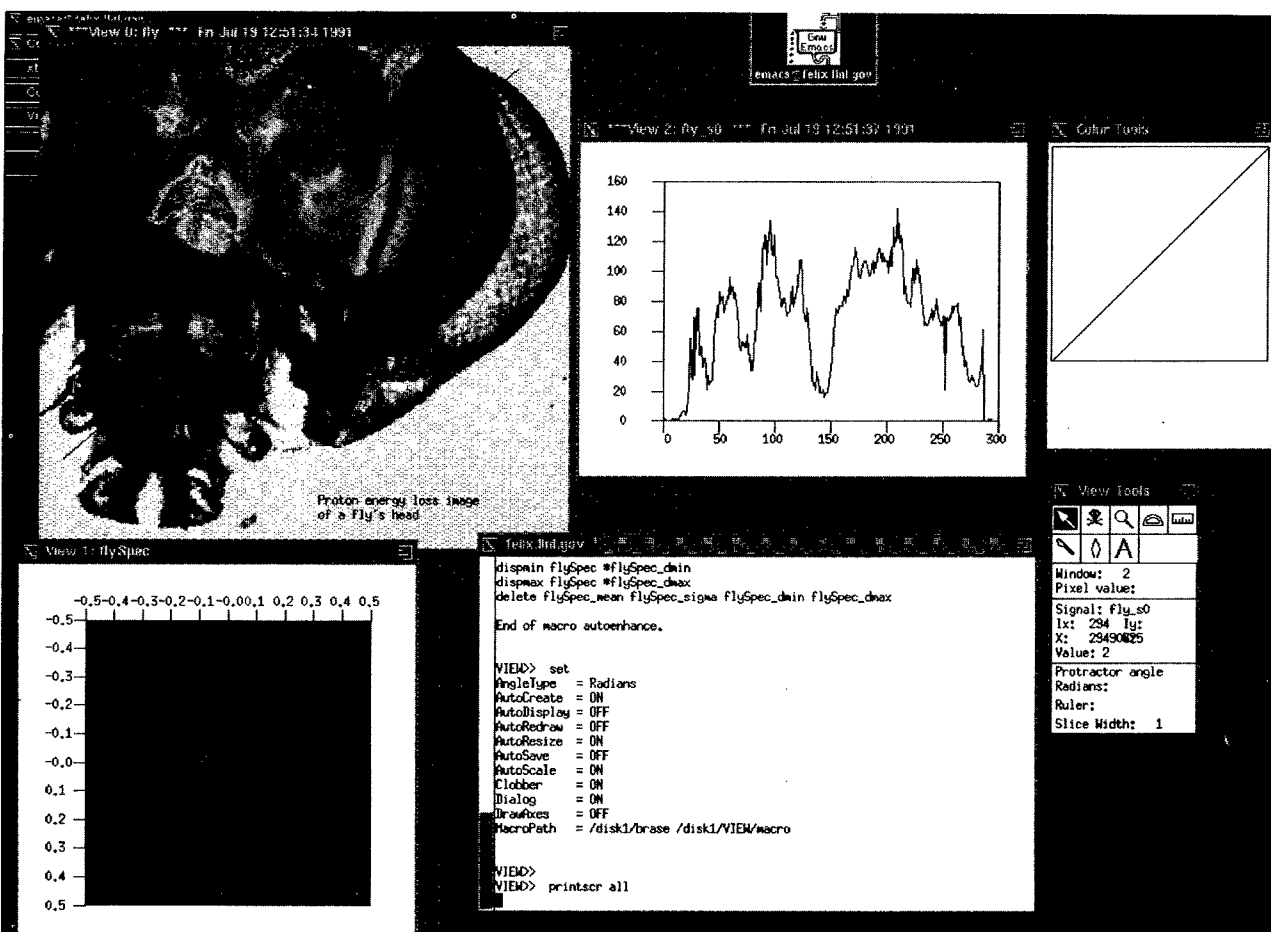 ***View 0: fly *** Fri Jul 19 12:51:34 1991
Proton energy loss image
of a fly's head
Gnu
Emacs
emacs @ felix.llnl.gov
***View 2: fly_s0 *** Fri Jul 19 12:51:37 1991
160
140
120
100
80
60
40
20
0
0 50 100 150 200 250 300
Color Tools
View Tools
Window: 2
Pixel value:
Signal: fly_s0
Ix: 294 Iy:
X:
Value: 2
Protractor angle
Radians:
Ruler:
Slice Width: 1
View 1: flySpec
-0.5-0.4-0.3-0.2-0.1-0.00.1 0.2 0.3 0.4 0.5
-0.5
-0.4
-0.3
-0.2
-0.1
-0.0
0.1
0.2
0.3
0.4
0.5
felix.llnl.gov
dispmin flySpec *flySpec_dmin
dispmax flySpec *flySpec_dmax
delete flySpec_mean flySpec_sigma flySpec_dmin flySpec_dmax
End of macro autoenhance.
VIEW>> set
AngleType = Radians
AutoCreate = ON
AutoDisplay = OFF
AutoRedraw = OFF
AutoResize = ON
AutoSave = OFF
AutoScale = ON
Clobber = ON
Dialog = ON
DrawAxes = OFF
MacroPath = /disk1/brase /disk1/VIEW/macro
VIEW>>
VIEW>> printscr all